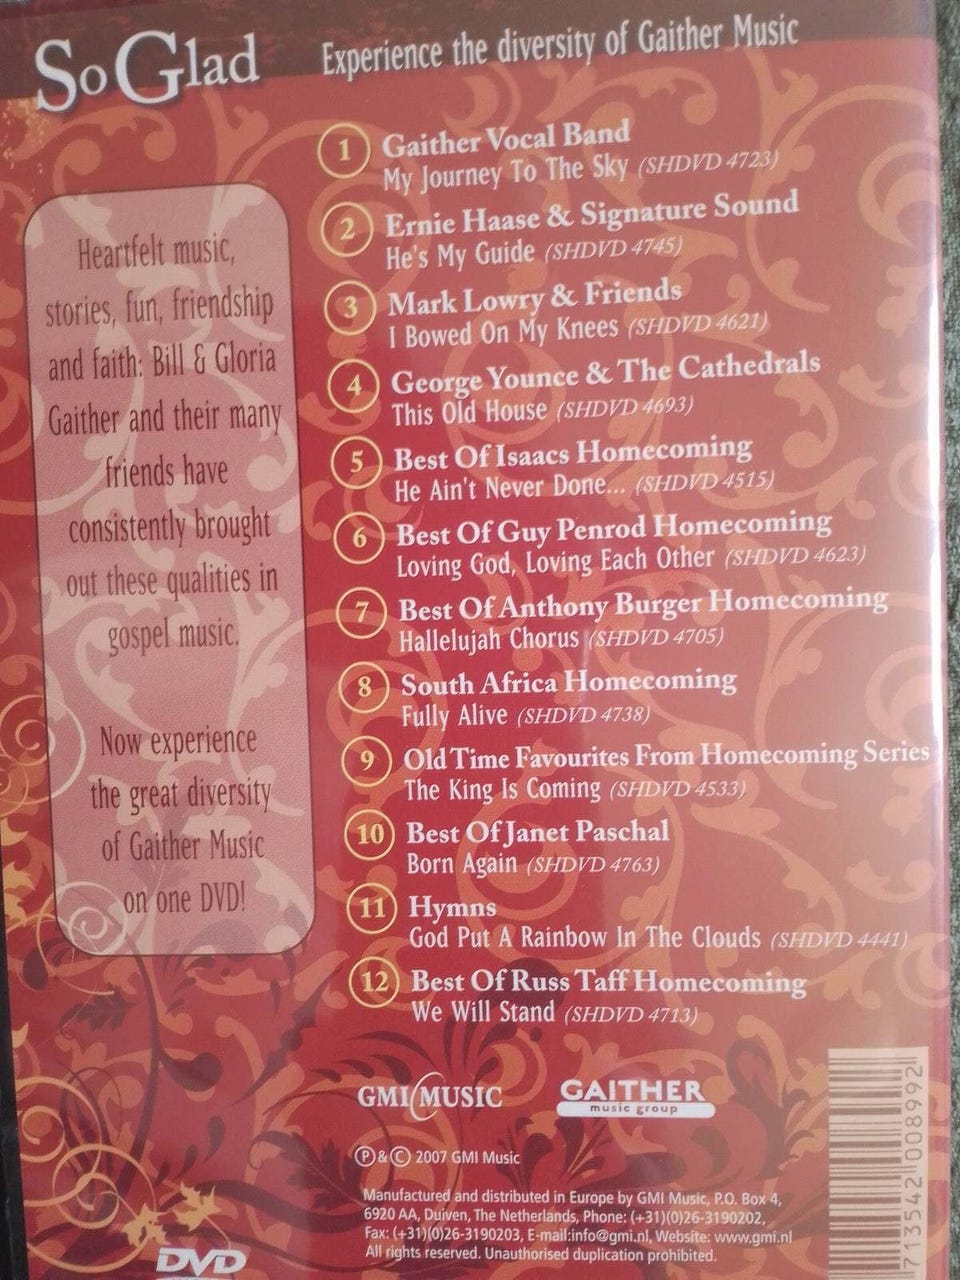 So Glad
Experience the diversity of Gaither Music
Heartfelt music,
stories, fun, friendship
and faith: Bill & Gloria
Gaither and their many
friends have
consistently brought
out these qualities in
gospel music.
Now experience
the great diversity
of Gaither Music
on one DVD!
1 Gaither Vocal Band
My Journey To The Sky (SHDVD 4723)
2 Ernie Haase & Signature Sound
He's My Guide (SHDVD 4745)
3 Mark Lowry & Friends
I Bowed On My Knees (SHDVD 4621)
4 George Younce & The Cathedrals
This Old House (SHDVD 4693)
5 Best Of Isaacs Homecoming
He Ain't Never Done... (SHDVD 4515)
6 Best Of Guy Penrod Homecoming
Loving God, Loving Each Other (SHDVD 4623)
7 Best Of Anthony Burger Homecoming
Hallelujah Chorus (SHDVD 4705)
8 South Africa Homecoming
Fully Alive (SHDVD 4738)
9 Old Time Favourites From Homecoming Series
The King Is Coming (SHDVD 4533)
10 Best Of Janet Paschal
Born Again (SHDVD 4763)
11 Hymns
God Put A Rainbow In The Clouds (SHDVD 4441)
12 Best Of Russ Taff Homecoming
We Will Stand (SHDVD 4713)
GMI MUSIC
GAITHER
music group
℗ & © 2007 GMI Music
Manufactured and distributed in Europe by GMI Music, P.O. Box 4,
6920 AA, Duiven, The Netherlands, Phone: (+31)(0)26-3190202,
Fax: (+31)(0)26-3190203, E-mail:info@gmi.nl, Website: www.gmi.nl
All rights reserved. Unauthorised duplication prohibited.
DVD
713542008992